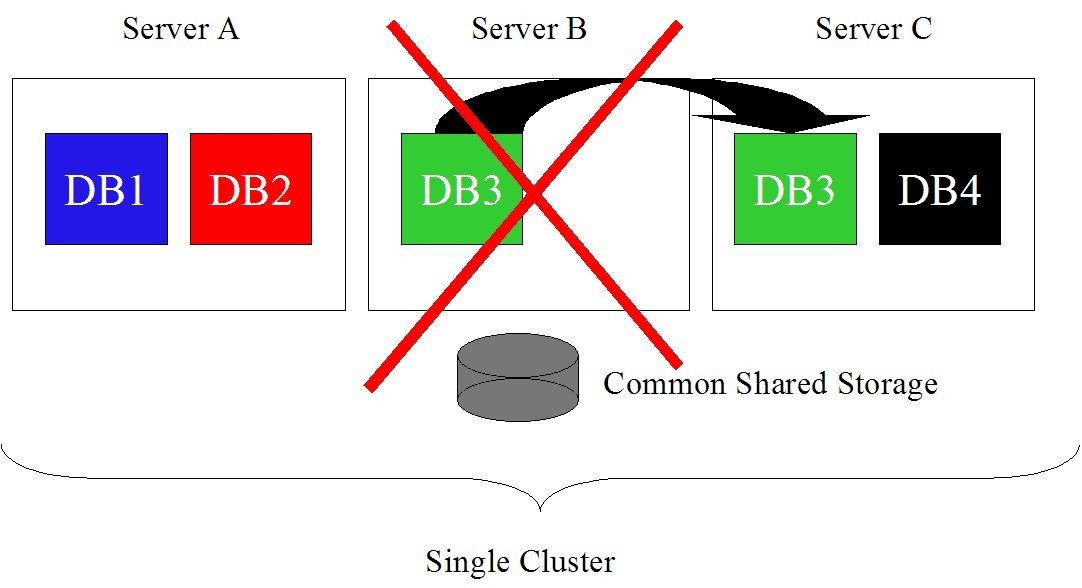 Server A
Server B
Server C
DB1
DB2
DB3
DB3
DB4
Common Shared Storage
Single Cluster